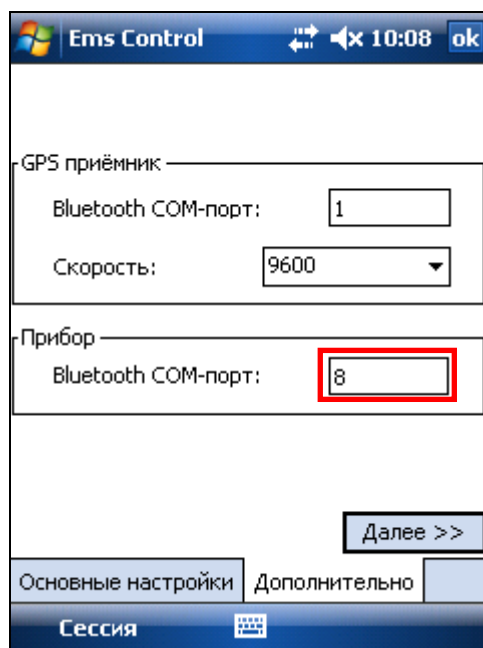 Ems Control 10:08 ok
GPS приёмник
Bluetooth COM-порт: 1
Скорость: 9600
Прибор
Bluetooth COM-порт: 8
Далее >>
Основные настройки Дополнительно
Сессия